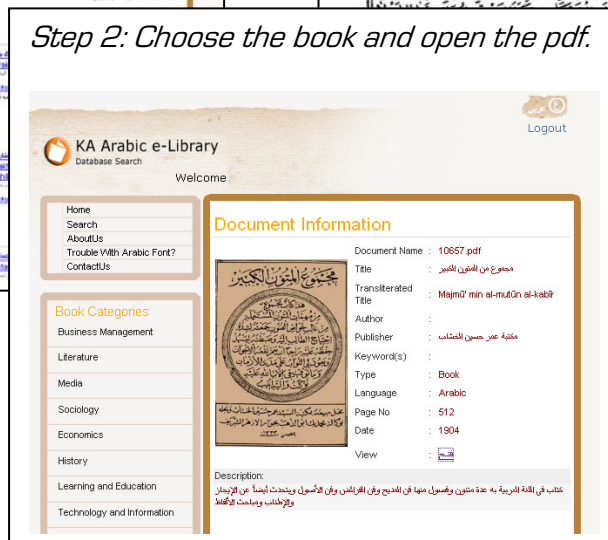 Step 2: Choose the book and open the pdf.
عربي
Logout
KA Arabic e-Library
Database Search
Welcome
Home
Search
AboutUs
Trouble With Arabic Font?
ContactUs
Book Categories
Business Management
Literature
Media
Sociology
Economics
History
Learning and Education
Technology and Information
Document Information
مجموع المتون الكبير
Document Name : 10657.pdf
Title : مجموع من المتون الكبير
Transliterated Title : Majmū' min al-mutūn al-kabīr
Author :
Publisher : مكتبة عمر حسين الخشاب
Keyword(s) :
Type : Book
Language : Arabic
Page No : 512
Date : 1904
View : فتح
Description:
كتاب في اللغة العربية به عدة متنون وفصول منها فن المديح وفن الفرائض وفن الأصول ويتحدث أيضاً عن الإيجاز
والإطناب ومباحث الألفاظ